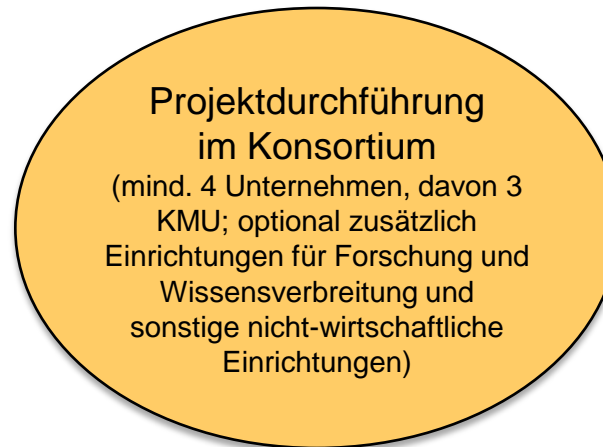 Projektdurchführung
im Konsortium
(mind. 4 Unternehmen, davon 3
KMU; optional zusätzlich
Einrichtungen für Forschung und
Wissensverbreitung und
sonstige nicht-wirtschaftliche
Einrichtungen)